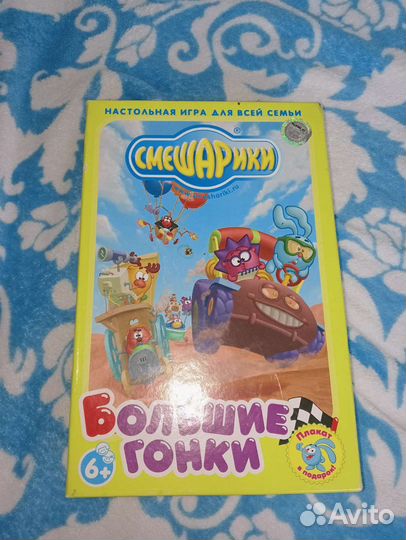 НАСТОЛЬНАЯ ИГРА ДЛЯ ВСЕЙ СЕМЬИ
СМЕШАРИКИ®
БОЛЬШИЕ
ГОНКИ
6+
Плакат
в подарок!
Avito